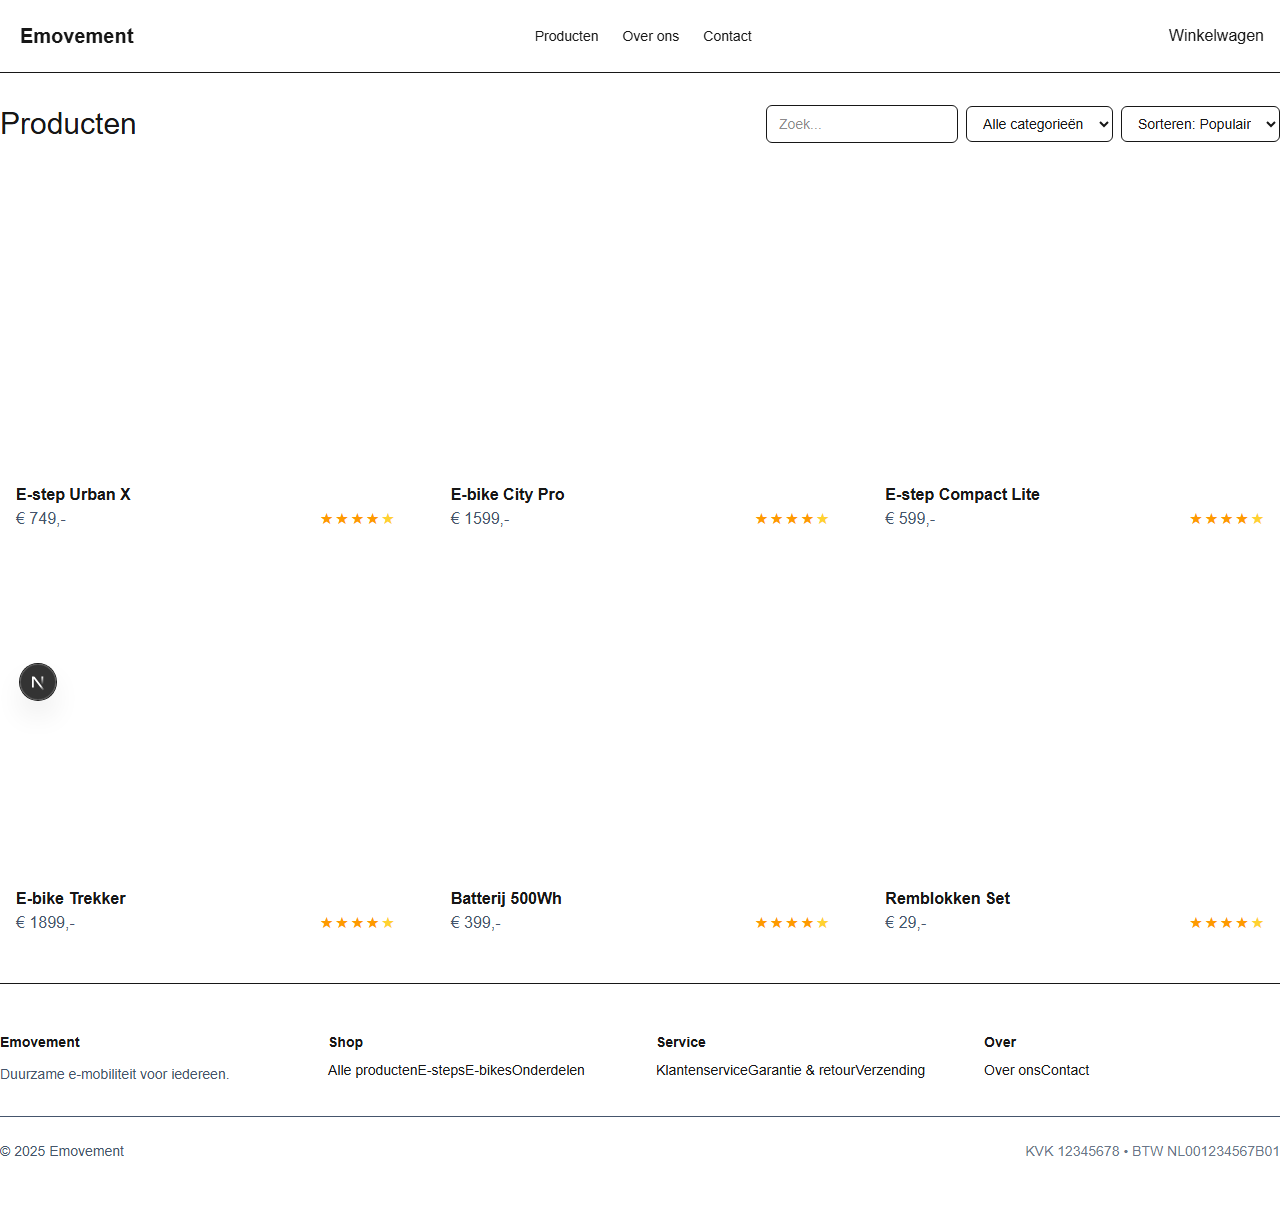 Emovement
Producten Over ons Contact
Winkelwagen
Producten
Zoek...
Alle categorieën
Sorteren: Populair
E-step Urban X
€ 749,- ★★★★★
E-bike City Pro
€ 1599,- ★★★★★
E-step Compact Lite
€ 599,- ★★★★★
N
E-bike Trekker
€ 1899,- ★★★★★
Batterij 500Wh
€ 399,- ★★★★★
Remblokken Set
€ 29,- ★★★★★
Emovement
Duurzame e-mobiliteit voor iedereen.
Shop
Alle productenE-stepsE-bikesOnderdelen
Service
KlantenserviceGarantie & retourVerzending
Over
Over onsContact
© 2025 Emovement
KVK 12345678 • BTW NL001234567B01